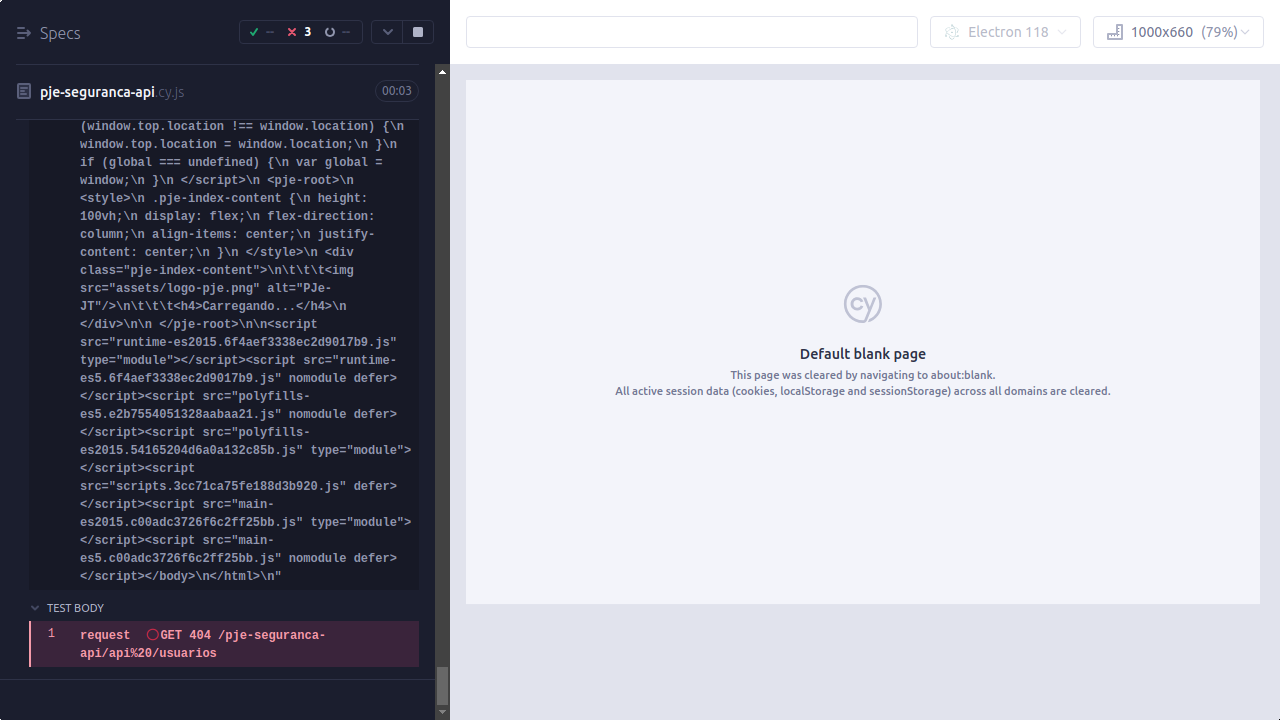 Specs
-- 3 --
Electron 118
1000x660 (79%)
pje-seguranca-api.cy.js
00:03
(window.top.location !== window.location) {\n
window.top.location = window.location;\n }\n
if (global === undefined) {\n var global =
window;\n }\n </script>\n <pje-root>\n
<style>\n .pje-index-content {\n height:
100vh;\n display: flex;\n flex-direction:
column;\n align-items: center;\n justify-
content: center;\n }\n </style>\n <div
class="pje-index-content">\n\t\t\t<img
src="assets/logo-pje.png" alt="PJe-
JT"/>\n\t\t\t<h4>Carregando...</h4>\n
</div>\n\n </pje-root>\n\n<script
src="runtime-es2015.6f4aef3338ec2d9017b9.js"
type="module"></script><script src="runtime-
es5.6f4aef3338ec2d9017b9.js" nomodule defer>
</script><script src="polyfills-
es5.e2b7554051328aabaa21.js" nomodule defer>
</script><script src="polyfills-
es2015.54165204d6a0a132c85b.js" type="module">
</script><script
src="scripts.3cc71ca75fe188d3b920.js" defer>
</script><script src="main-
es2015.c00adc3726f6c2ff25bb.js" type="module">
</script><script src="main-
es5.c00adc3726f6c2ff25bb.js" nomodule defer>
</script></body>\n</html>\n"
TEST BODY
1 request GET 404 /pje-seguranca-
api/api%20/usuarios
cy
Default blank page
This page was cleared by navigating to about:blank.
All active session data (cookies, localStorage and sessionStorage) across all domains are cleared.